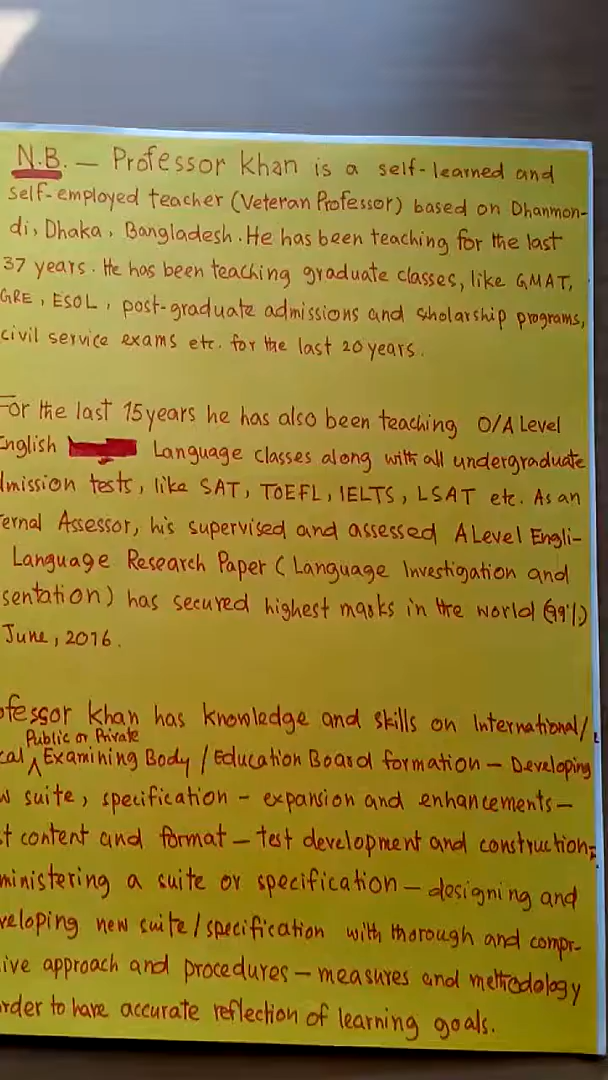 N.B. — Professor Khan is a self-learned and
self-employed teacher (Veteran Professor) based on Dhanmon-
di, Dhaka, Bangladesh. He has been teaching for the last
37 years. He has been teaching graduate classes, like GMAT,
GRE, ESOL, post-graduate admissions and scholarship programs,
civil service exams etc. for the last 20 years.
For the last 15 years he has also been teaching O/A Level
English Language classes along with all undergraduate
dmission tests, like SAT, TOEFL, IELTS, LSAT etc. As an
ernal Assessor, his supervised and assessed A Level Engli-
Language Research Paper (Language Investigation and
sentation) has secured highest marks in the world (99%)
June, 2016.
ofessor Khan has knowledge and skills on International/
Public or Private
cal ^ Examining Body / Education Board formation — Developing
w suite, specification — expansion and enhancements —
t content and format — test development and construction,
ministering a suite or specification — designing and
veloping new suite / specification with thorough and compr-
ive approach and procedures — measures and methodology
rder to have accurate reflection of learning goals.